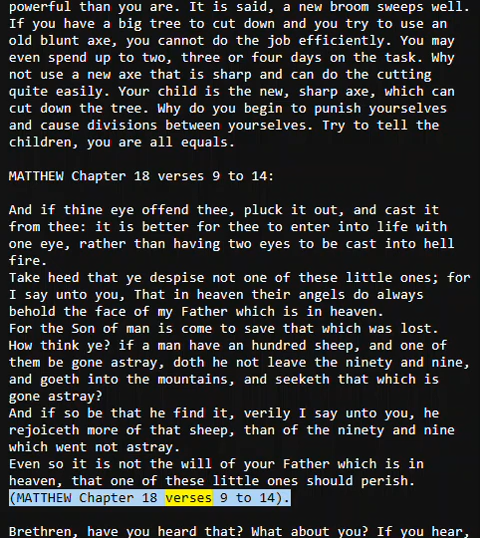 powerful than you are. It is said, a new broom sweeps well.
If you have a big tree to cut down and you try to use an
old blunt axe, you cannot do the job efficiently. You may
even spend up to two, three or four days on the task. Why
not use a new axe that is sharp and can do the cutting
quite easily. Your child is the new, sharp axe, which can
cut down the tree. Why do you begin to punish yourselves
and cause divisions between yourselves. Try to tell the
children, you are all equals.

MATTHEW Chapter 18 verses 9 to 14:

And if thine eye offend thee, pluck it out, and cast it
from thee: it is better for thee to enter into life with
one eye, rather than having two eyes to be cast into hell
fire.
Take heed that ye despise not one of these little ones; for
I say unto you, That in heaven their angels do always
behold the face of my Father which is in heaven.
For the Son of man is come to save that which was lost.
How think ye? if a man have an hundred sheep, and one of
them be gone astray, doth he not leave the ninety and nine,
and goeth into the mountains, and seeketh that which is
gone astray?
And if so be that he find it, verily I say unto you, he
rejoiceth more of that sheep, than of the ninety and nine
which went not astray.
Even so it is not the will of your Father which is in
heaven, that one of these little ones should perish.
(MATTHEW Chapter 18 verses 9 to 14).

Brethren, have you heard that? What about you? If you hear,